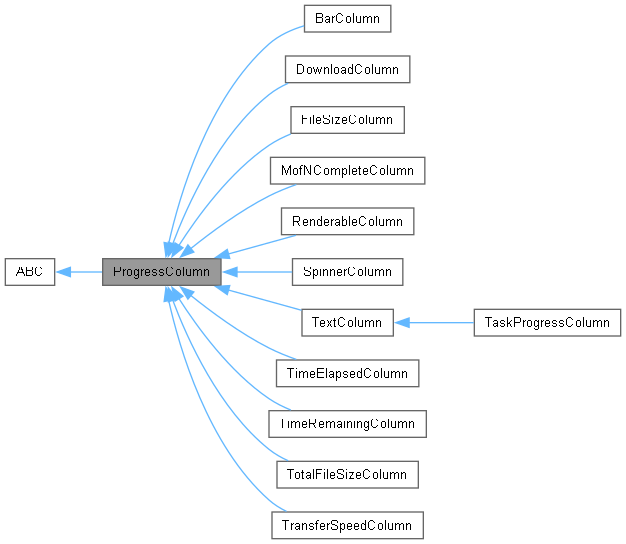 BarColumn
DownloadColumn
FileSizeColumn
MofNCompleteColumn
RenderableColumn
ABC
ProgressColumn
SpinnerColumn
TextColumn
TaskProgressColumn
TimeElapsedColumn
TimeRemainingColumn
TotalFileSizeColumn
TransferSpeedColumn